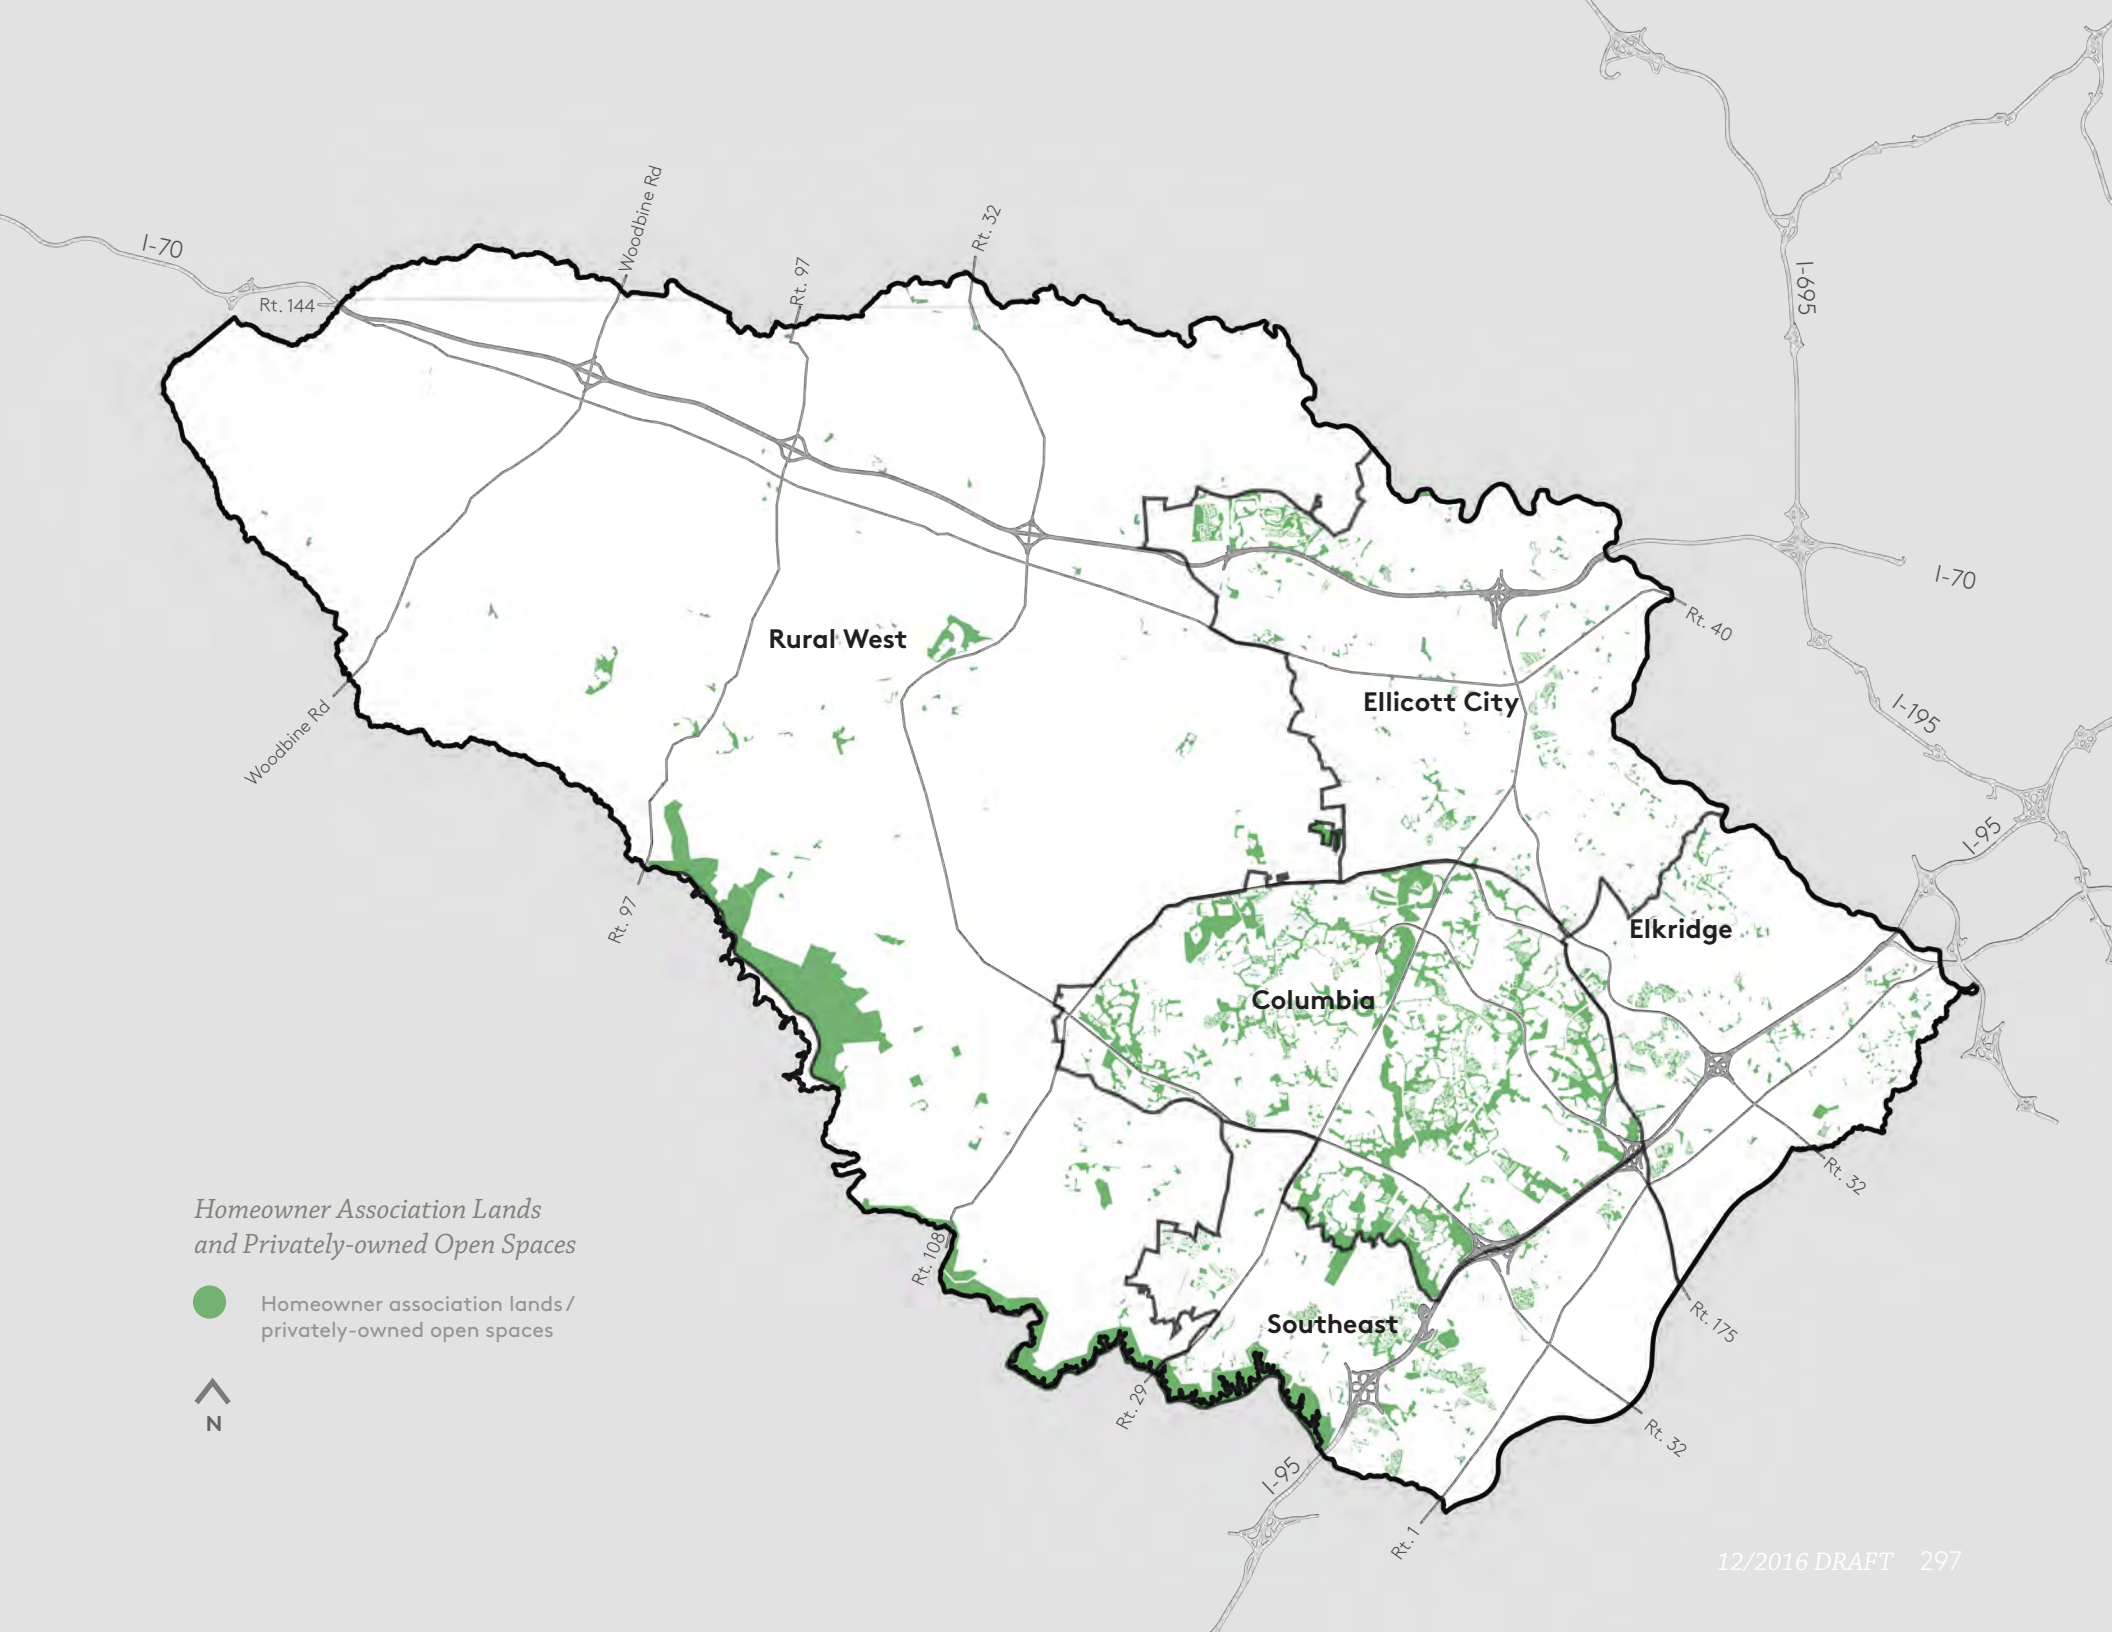 I-70
Rt. 144
Woodbine Rd
Rt. 97
Rt. 32
I-695
I-70
Rt. 40
I-195
I-95
Rural West
Ellicott City
Woodbine Rd
Rt. 97
Elkridge
Columbia
Rt. 32
Rt. 108
Southeast
Rt. 175
Rt. 29
Rt. 32
I-95
Rt. 1
Homeowner Association Lands
and Privately-owned Open Spaces
Homeowner association lands/
privately-owned open spaces
N
12/2016 DRAFT 297